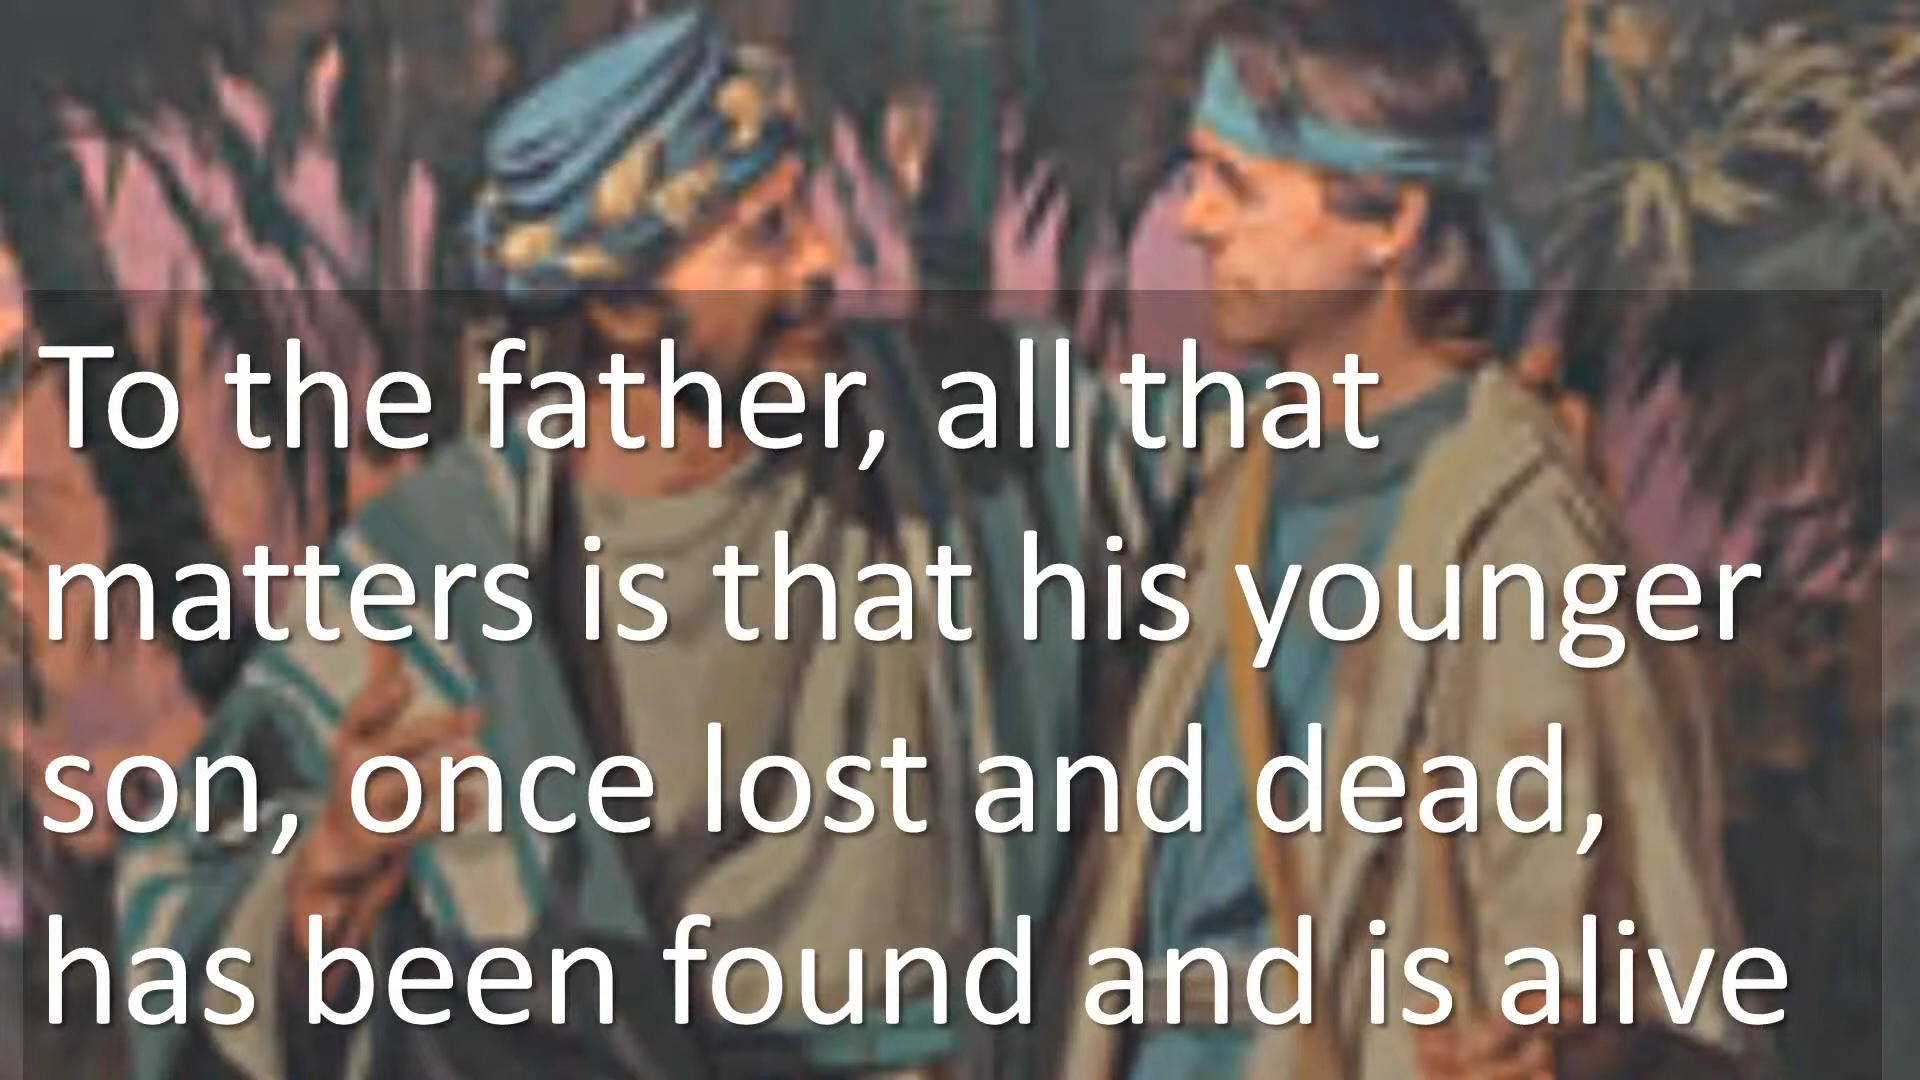 To the father, all that
matters is that his younger
son, once lost and dead,
has been found and is alive